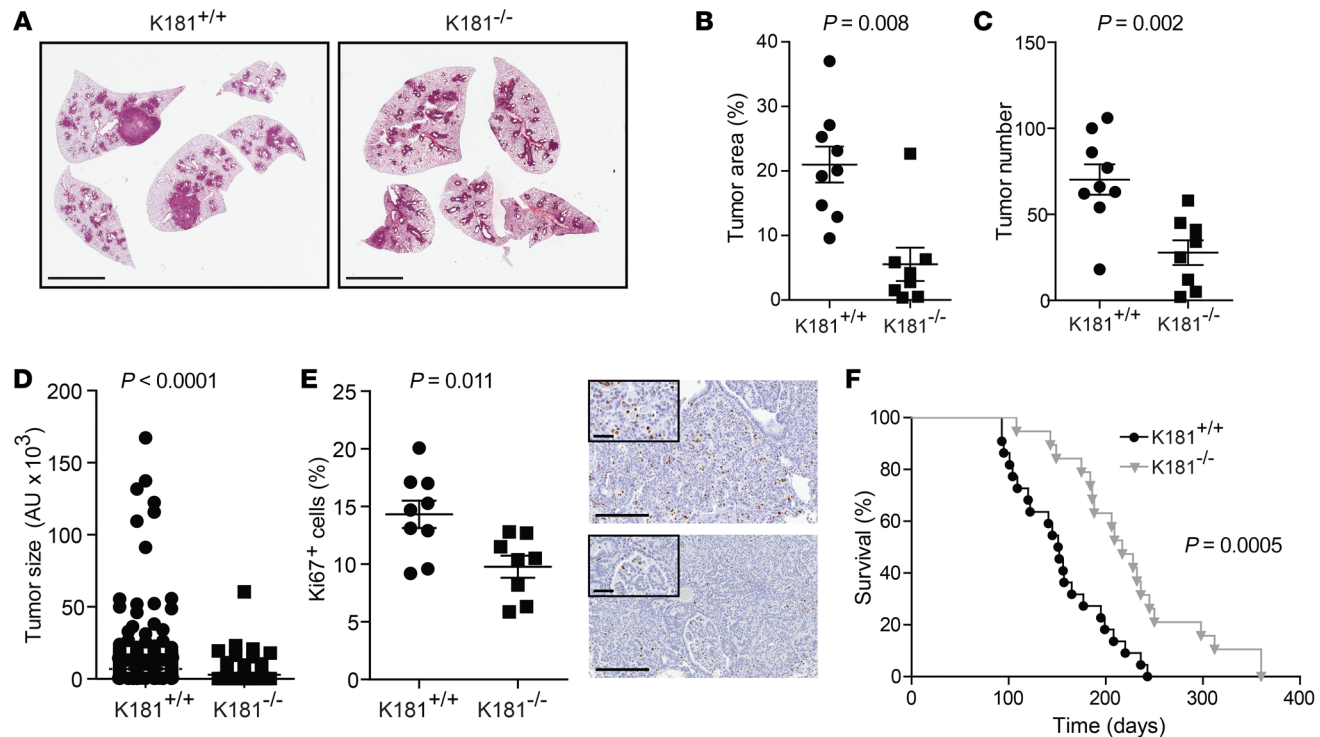 A
K181+/+
K181-/-
B
P = 0.008
Tumor area (%)
40
30
20
10
0
K181+/+
K181-/-
C
P = 0.002
Tumor number
150
100
50
0
K181+/+
K181-/-
D
P < 0.0001
Tumor size (AU x 10³)
200
150
100
50
0
K181+/+
K181-/-
E
P = 0.011
Ki67+ cells (%)
25
20
15
10
5
0
K181+/+
K181-/-
F
Survival (%)
100
80
60
40
20
0
K181+/+
K181-/-
P = 0.0005
0
100
200
300
400
Time (days)